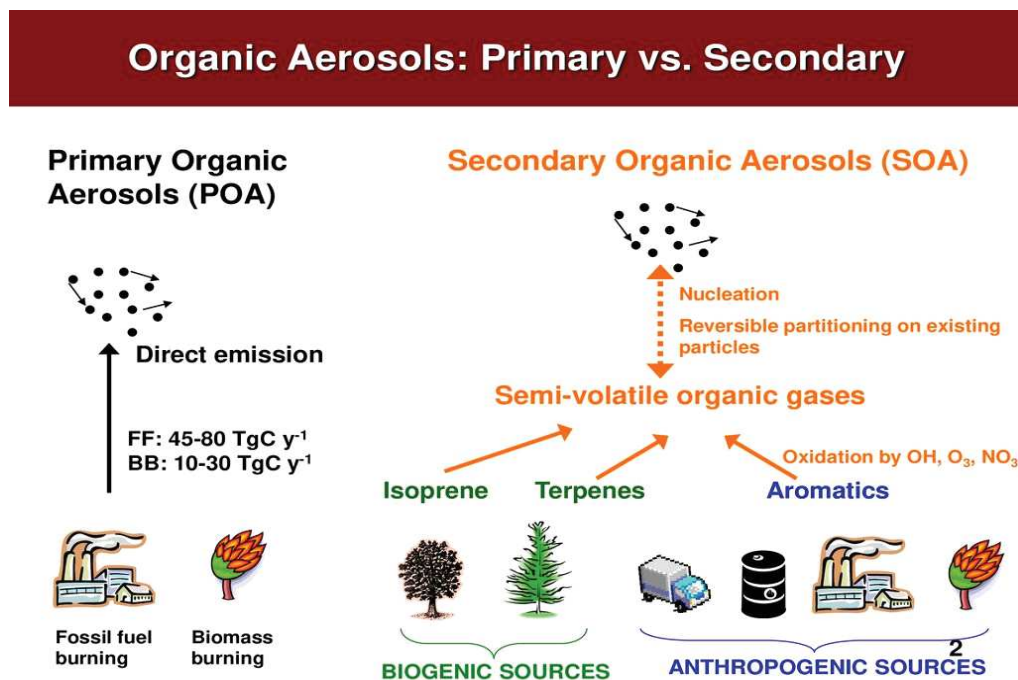 Organic Aerosols: Primary vs. Secondary
Primary Organic
Aerosols (POA)
Direct emission
FF: 45-80 TgC y⁻¹
BB: 10-30 TgC y⁻¹
Fossil fuel
burning
Biomass
burning
Secondary Organic Aerosols (SOA)
Nucleation
Reversible partitioning on existing
particles
Semi-volatile organic gases
Oxidation by OH, O₃, NO₃
Isoprene
Terpenes
Aromatics
BIOGENIC SOURCES
ANTHROPOGENIC SOURCES
2